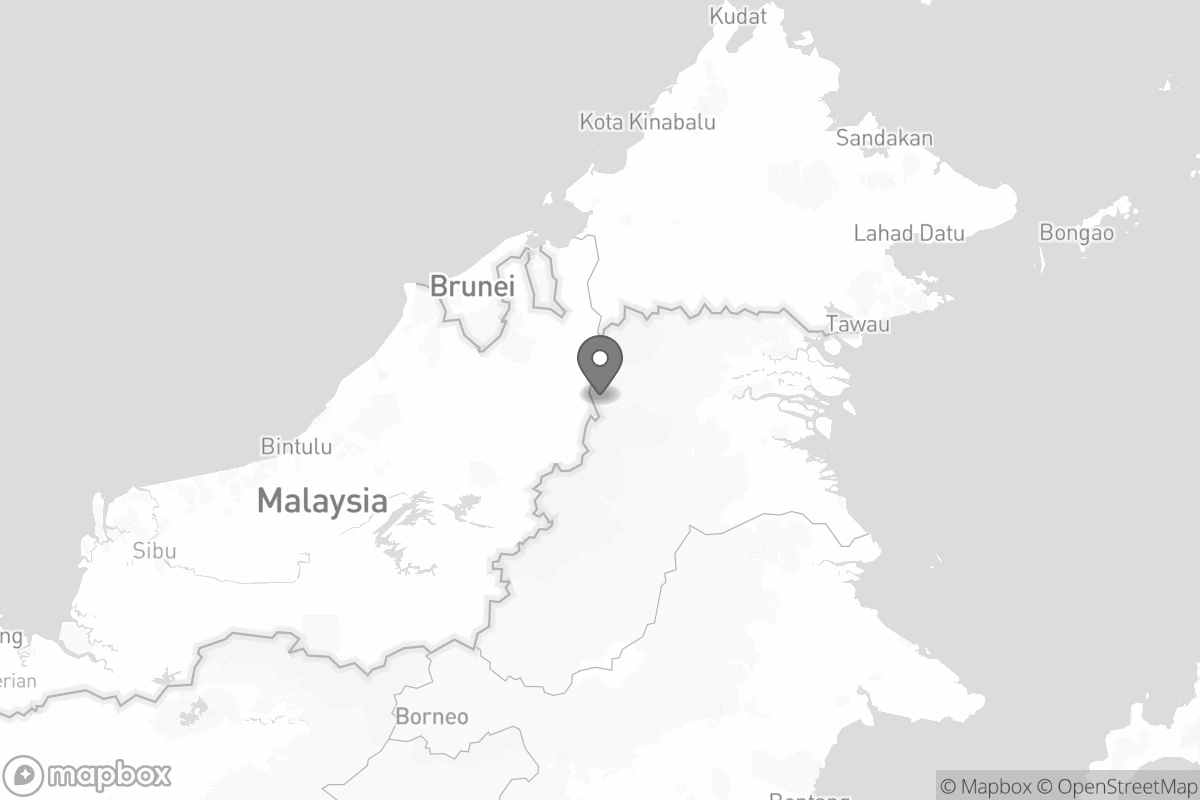 Kudat
Kota Kinabalu
Sandakan
Lahad Datu
Bongao
Brunei
Tawau
Bintulu
Malaysia
Sibu
ng
erian
Borneo
mapbox
© Mapbox © OpenStreetMap